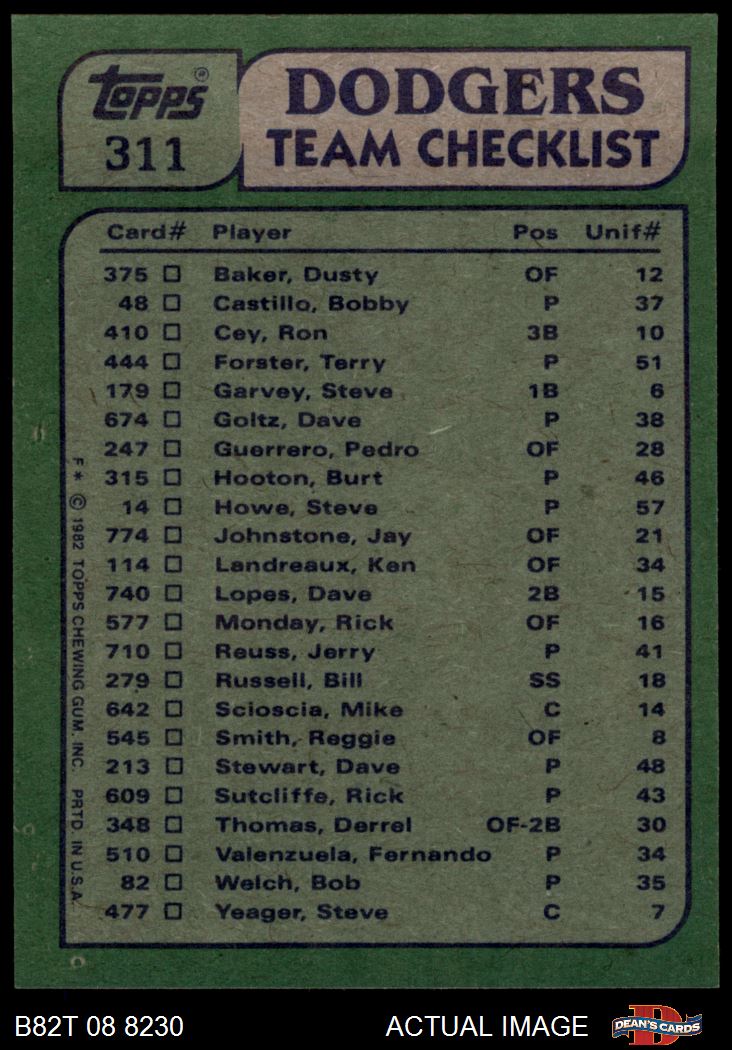 topps®
311
DODGERS
TEAM CHECKLIST
Card# Player Pos Unif#
375 Baker, Dusty OF 12
48 Castillo, Bobby P 37
410 Cey, Ron 3B 10
444 Forster, Terry P 51
179 Garvey, Steve 1B 6
674 Goltz, Dave P 38
247 Guerrero, Pedro OF 28
315 Hooton, Burt P 46
14 Howe, Steve P 57
774 Johnstone, Jay OF 21
114 Landreaux, Ken OF 34
740 Lopes, Dave 2B 15
577 Monday, Rick OF 16
710 Reuss, Jerry P 41
279 Russell, Bill SS 18
642 Scioscia, Mike C 14
545 Smith, Reggie OF 8
213 Stewart, Dave P 48
609 Sutcliffe, Rick P 43
348 Thomas, Derrel OF-2B 30
510 Valenzuela, Fernando P 34
82 Welch, Bob P 35
477 Yeager, Steve C 7
F * © 1982 TOPPS CHEWING GUM, INC. PRTD. IN U.S.A.
C
B82T 08 8230 ACTUAL IMAGE
D
DEAN'S CARDS